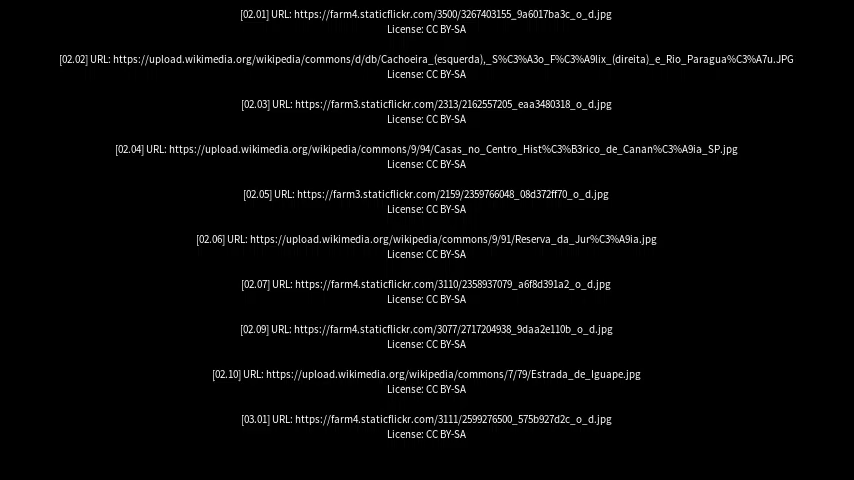 [02.01] URL: https://farm4.staticflickr.com/3500/3267403155_9a6017ba3c_o_d.jpg
License: CC BY-SA
[02.02] URL: https://upload.wikimedia.org/wikipedia/commons/d/db/Cachoeira_(esquerda),_S%C3%A3o_F%C3%A9lix_(direita)_e_Rio_Paragua%C3%A7u.JPG
License: CC BY-SA
[02.03] URL: https://farm3.staticflickr.com/2313/2162557205_eaa3480318_o_d.jpg
License: CC BY-SA
[02.04] URL: https://upload.wikimedia.org/wikipedia/commons/9/94/Casas_no_Centro_Hist%C3%B3rico_de_Canan%C3%A9ia_SP.jpg
License: CC BY-SA
[02.05] URL: https://farm3.staticflickr.com/2159/2359766048_08d372ff70_o_d.jpg
License: CC BY-SA
[02.06] URL: https://upload.wikimedia.org/wikipedia/commons/9/91/Reserva_da_Jur%C3%A9ia.jpg
License: CC BY-SA
[02.07] URL: https://farm4.staticflickr.com/3110/2358937079_a6f8d391a2_o_d.jpg
License: CC BY-SA
[02.09] URL: https://farm4.staticflickr.com/3077/2717204938_9daa2e110b_o_d.jpg
License: CC BY-SA
[02.10] URL: https://upload.wikimedia.org/wikipedia/commons/7/79/Estrada_de_Iguape.jpg
License: CC BY-SA
[03.01] URL: https://farm4.staticflickr.com/3111/2599276500_575b927d2c_o_d.jpg
License: CC BY-SA